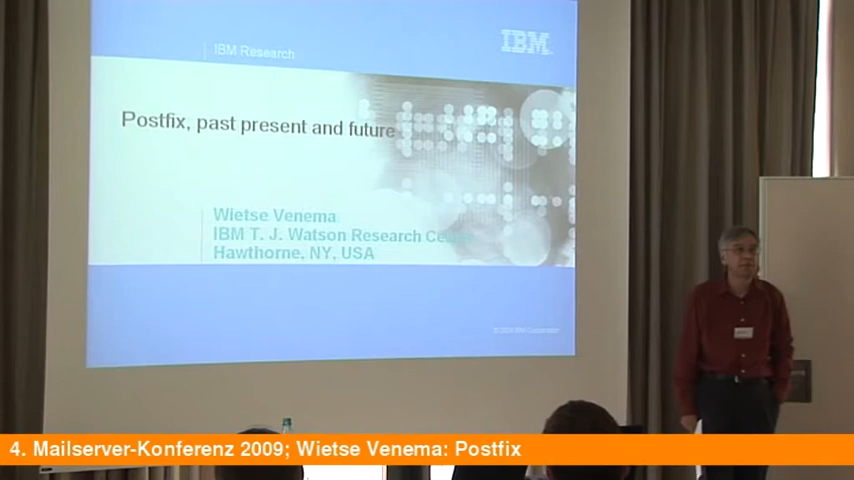 IBM Research
IBM
Postfix, past present and future
Wietse Venema
IBM T. J. Watson Research Center
Hawthorne, NY, USA
4. Mailserver-Konferenz 2009; Wietse Venema: Postfix